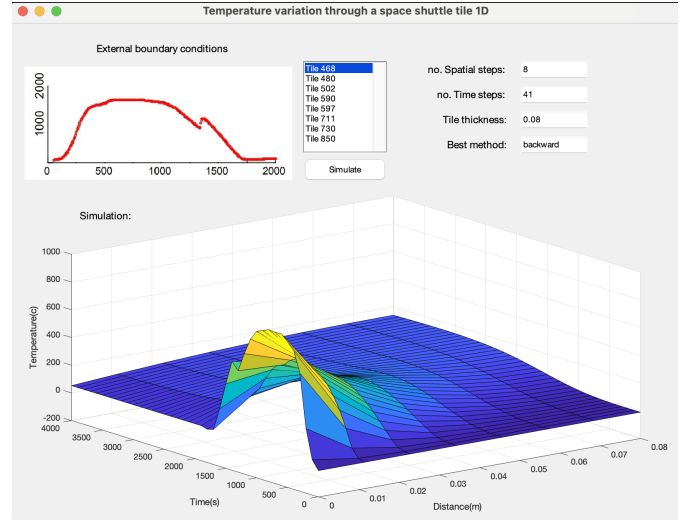 Temperature variation through a space shuttle tile 1D
External boundary conditions
2000
1000
0 500 1000 1500 2000
Tile 468
Tile 480
Tile 502
Tile 590
Tile 597
Tile 711
Tile 730
Tile 850
Simulate
no. Spatial steps: 8
no. Time steps: 41
Tile thickness: 0.08
Best method: backward
Simulation:
Temperature(c)
1000
800
600
400
200
0
-200
4000 3500 3000 2500 2000 1500 1000 500 0
Time(s)
0 0.01 0.02 0.03 0.04 0.05 0.06 0.07 0.08
Distance(m)